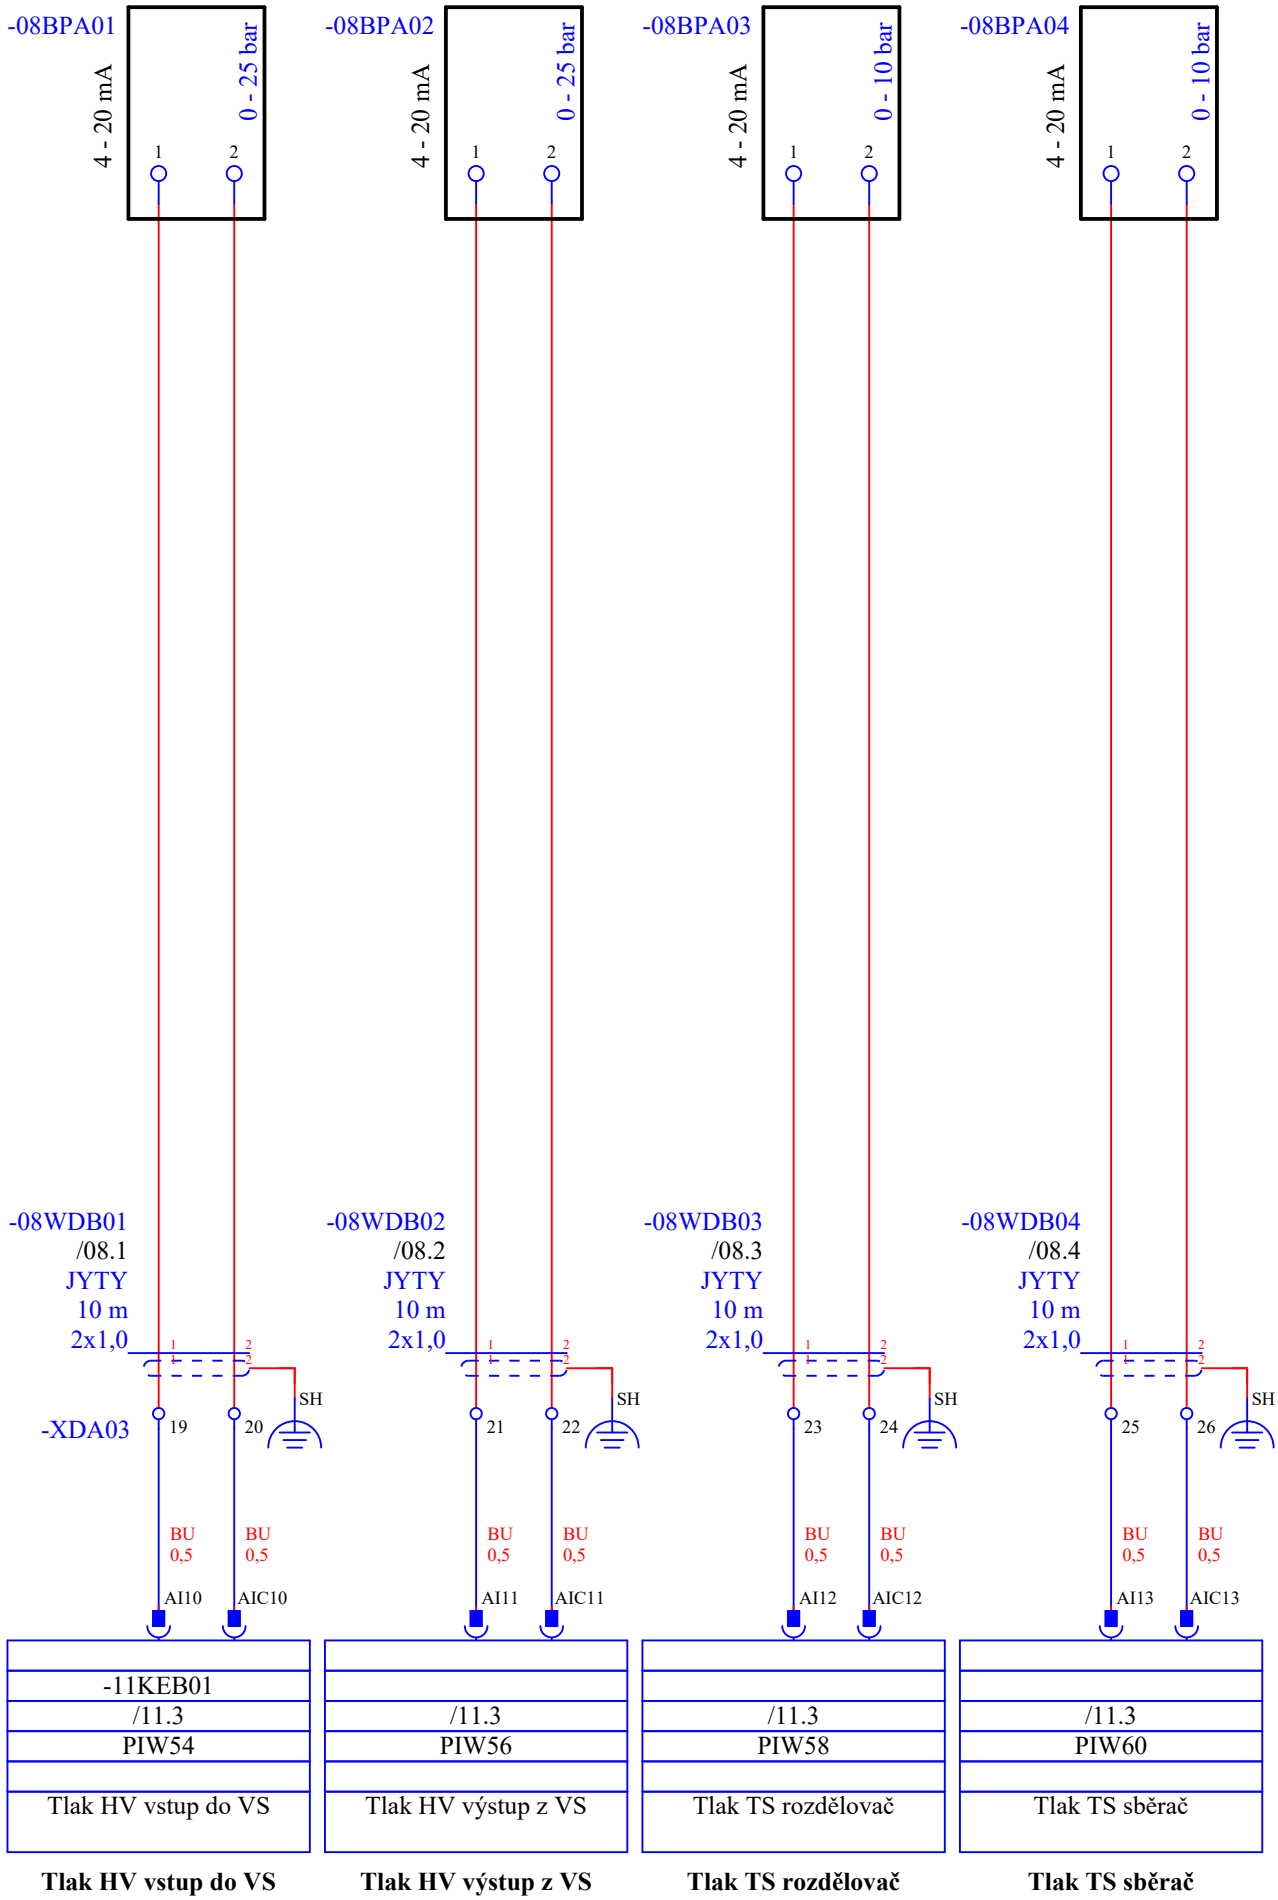 -08BPA01
4 - 20 mA
0 - 25 bar
1
2
-08BPA02
4 - 20 mA
0 - 25 bar
1
2
-08BPA03
4 - 20 mA
0 - 10 bar
1
2
-08BPA04
4 - 20 mA
0 - 10 bar
1
2
-08WDB01
/08.1
JYTY
10 m
2x1,0
1
2
1
2
SH
-08WDB02
/08.2
JYTY
10 m
2x1,0
1
2
1
2
SH
-08WDB03
/08.3
JYTY
10 m
2x1,0
1
2
1
2
SH
-08WDB04
/08.4
JYTY
10 m
2x1,0
1
2
1
2
SH
-XDA03
19
20
21
22
23
24
25
26
BU
0,5
BU
0,5
BU
0,5
BU
0,5
BU
0,5
BU
0,5
BU
0,5
BU
0,5
AI10
AIC10
AI11
AIC11
AI12
AIC12
AI13
AIC13
-11KEB01
/11.3
PIW54
Tlak HV vstup do VS
/11.3
PIW56
Tlak HV výstup z VS
/11.3
PIW58
Tlak TS rozdělovač
/11.3
PIW60
Tlak TS sběrač
Tlak HV vstup do VS
Tlak HV výstup z VS
Tlak TS rozdělovač
Tlak TS sběrač